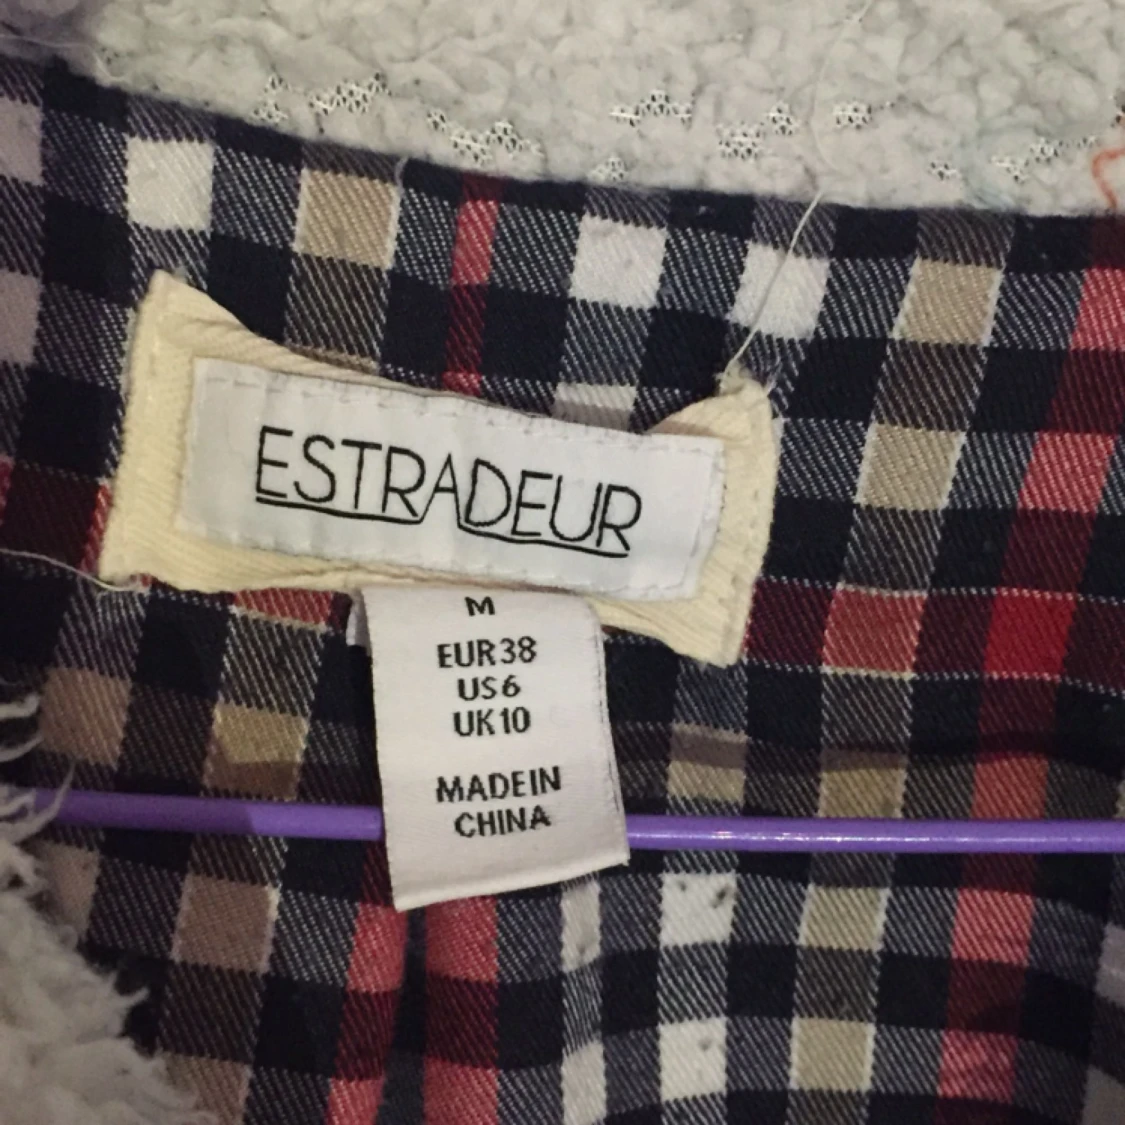 ESTRADEUR
M
EUR 38
US 6
UK 10
MADE IN
CHINA